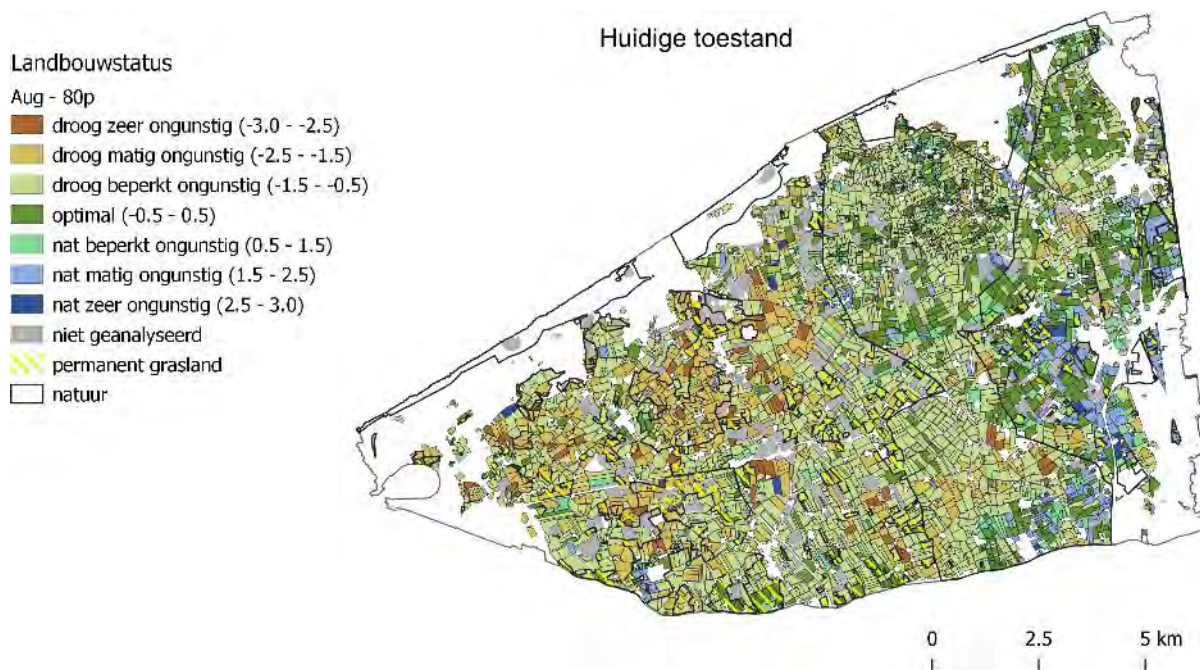 Huidige toestand
Landbouwstatus
Aug - 80p
droog zeer ongunstig (-3.0 - -2.5)
droog matig ongunstig (-2.5 - -1.5)
droog beperkt ongunstig (-1.5 - -0.5)
optimal (-0.5 - 0.5)
nat beperkt ongunstig (0.5 - 1.5)
nat matig ongunstig (1.5 - 2.5)
nat zeer ongunstig (2.5 - 3.0)
niet geanalyseerd
permanent grasland
natuur
0 2.5 5 km